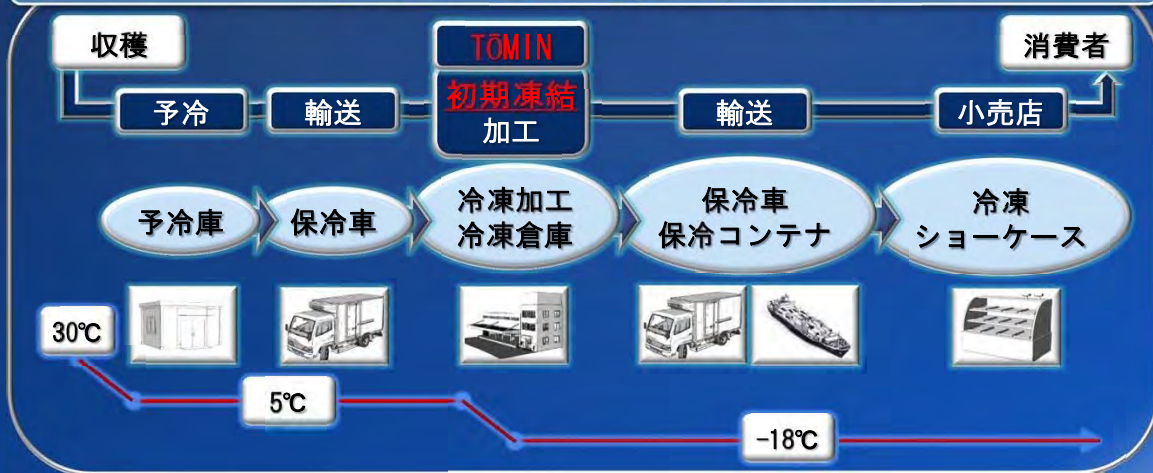 収穫
TŌMIN
消費者
予冷
輸送
初期凍結
加工
輸送
小売店
予冷庫
保冷車
冷凍加工
冷凍倉庫
保冷車
保冷コンテナ
冷凍
ショーケース
30℃
5℃
-18℃